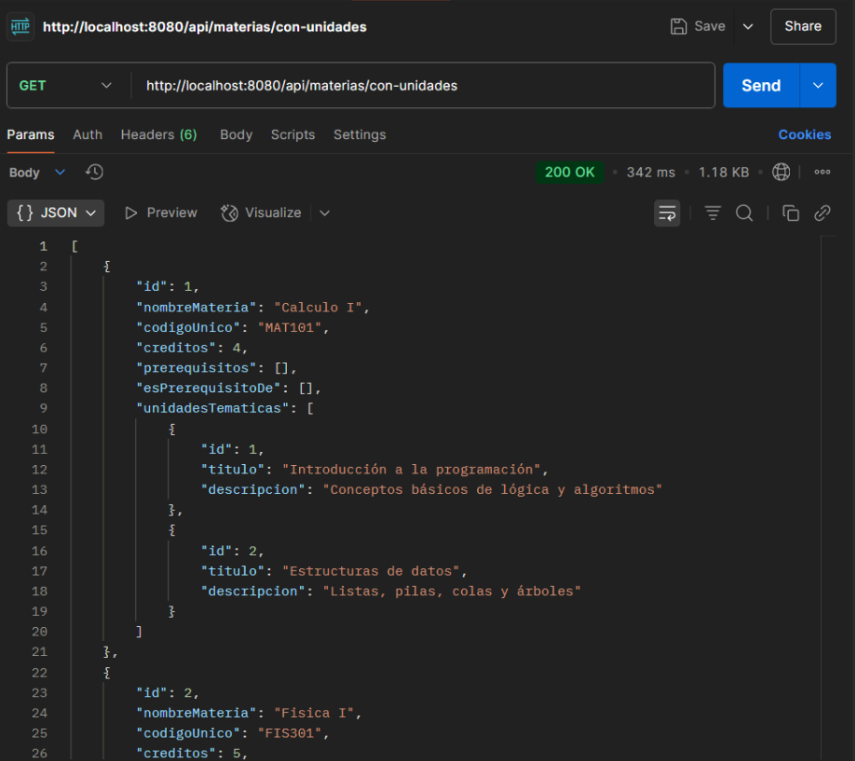 HTTP http://localhost:8080/api/materias/con-unidades Save Share
GET http://localhost:8080/api/materias/con-unidades Send
Params Auth Headers (6) Body Scripts Settings Cookies
Body 200 OK • 342 ms • 1.18 KB •
{} JSON Preview Visualize
1 [
2 {
3 "id": 1,
4 "nombreMateria": "Calculo I",
5 "codigoUnico": "MAT101",
6 "creditos": 4,
7 "prerequisitos": [],
8 "esPrerequisitoDe": [],
9 "unidadesTematicas": [
10 {
11 "id": 1,
12 "titulo": "Introducción a la programación",
13 "descripcion": "Conceptos básicos de lógica y algoritmos"
14 },
15 {
16 "id": 2,
17 "titulo": "Estructuras de datos",
18 "descripcion": "Listas, pilas, colas y árboles"
19 }
20 ]
21 },
22 {
23 "id": 2,
24 "nombreMateria": "Fisica I",
25 "codigoUnico": "FIS301",
26 "creditos": 5,